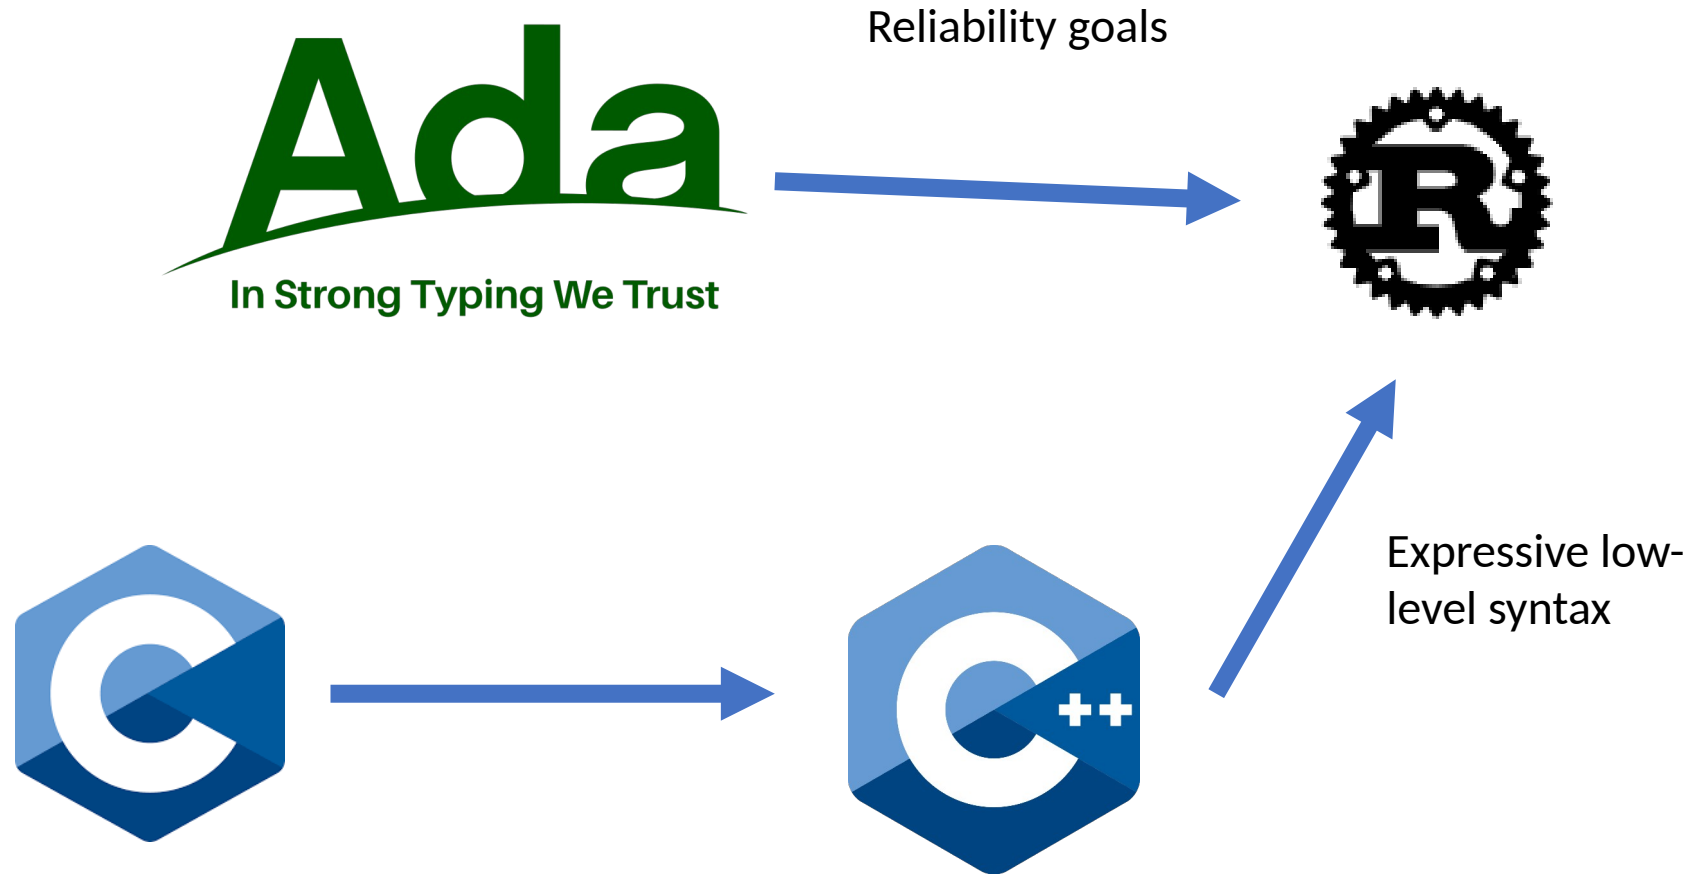 Reliability goals
Ada
In Strong Typing We Trust
R
Expressive low-
level syntax
C
C++